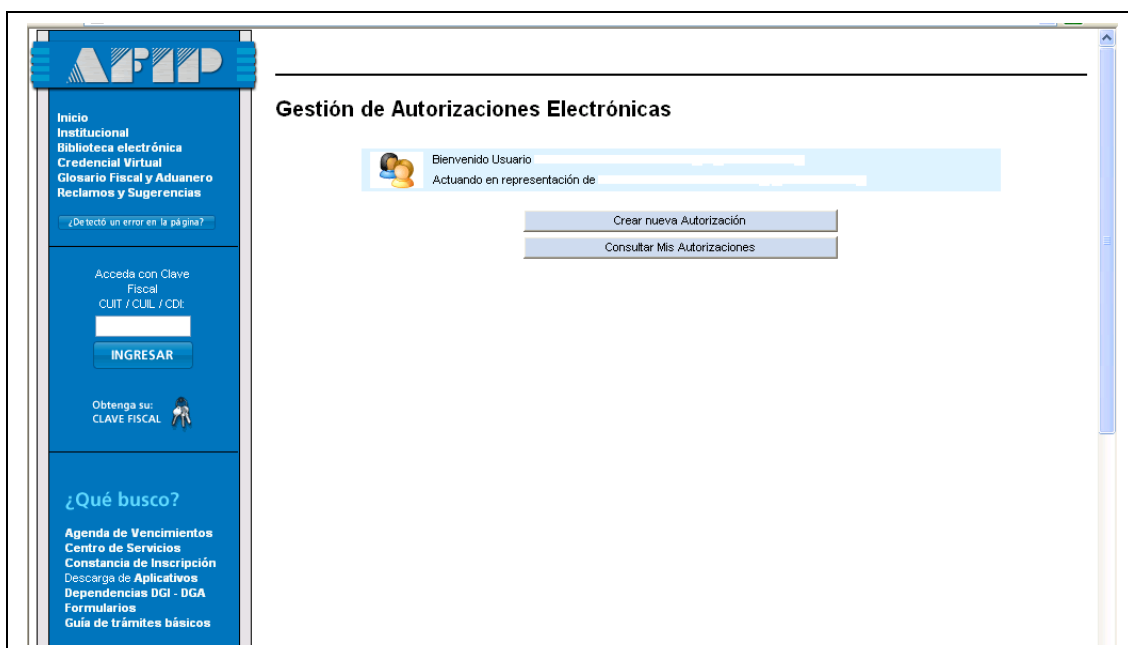 AFIP
Inicio
Institucional
Biblioteca electrónica
Credencial Virtual
Glosario Fiscal y Aduanero
Reclamos y Sugerencias
¿Detectó un error en la página?
Acceda con Clave
Fiscal
CUIT / CUIL / CDI:
INGRESAR
Obtenga su:
CLAVE FISCAL
¿Qué busco?
Agenda de Vencimientos
Centro de Servicios
Constancia de Inscripción
Descarga de Aplicativos
Dependencias DGI - DGA
Formularios
Guía de trámites básicos
Gestión de Autorizaciones Electrónicas
Bienvenido Usuario
Actuando en representación de
Crear nueva Autorización
Consultar Mis Autorizaciones